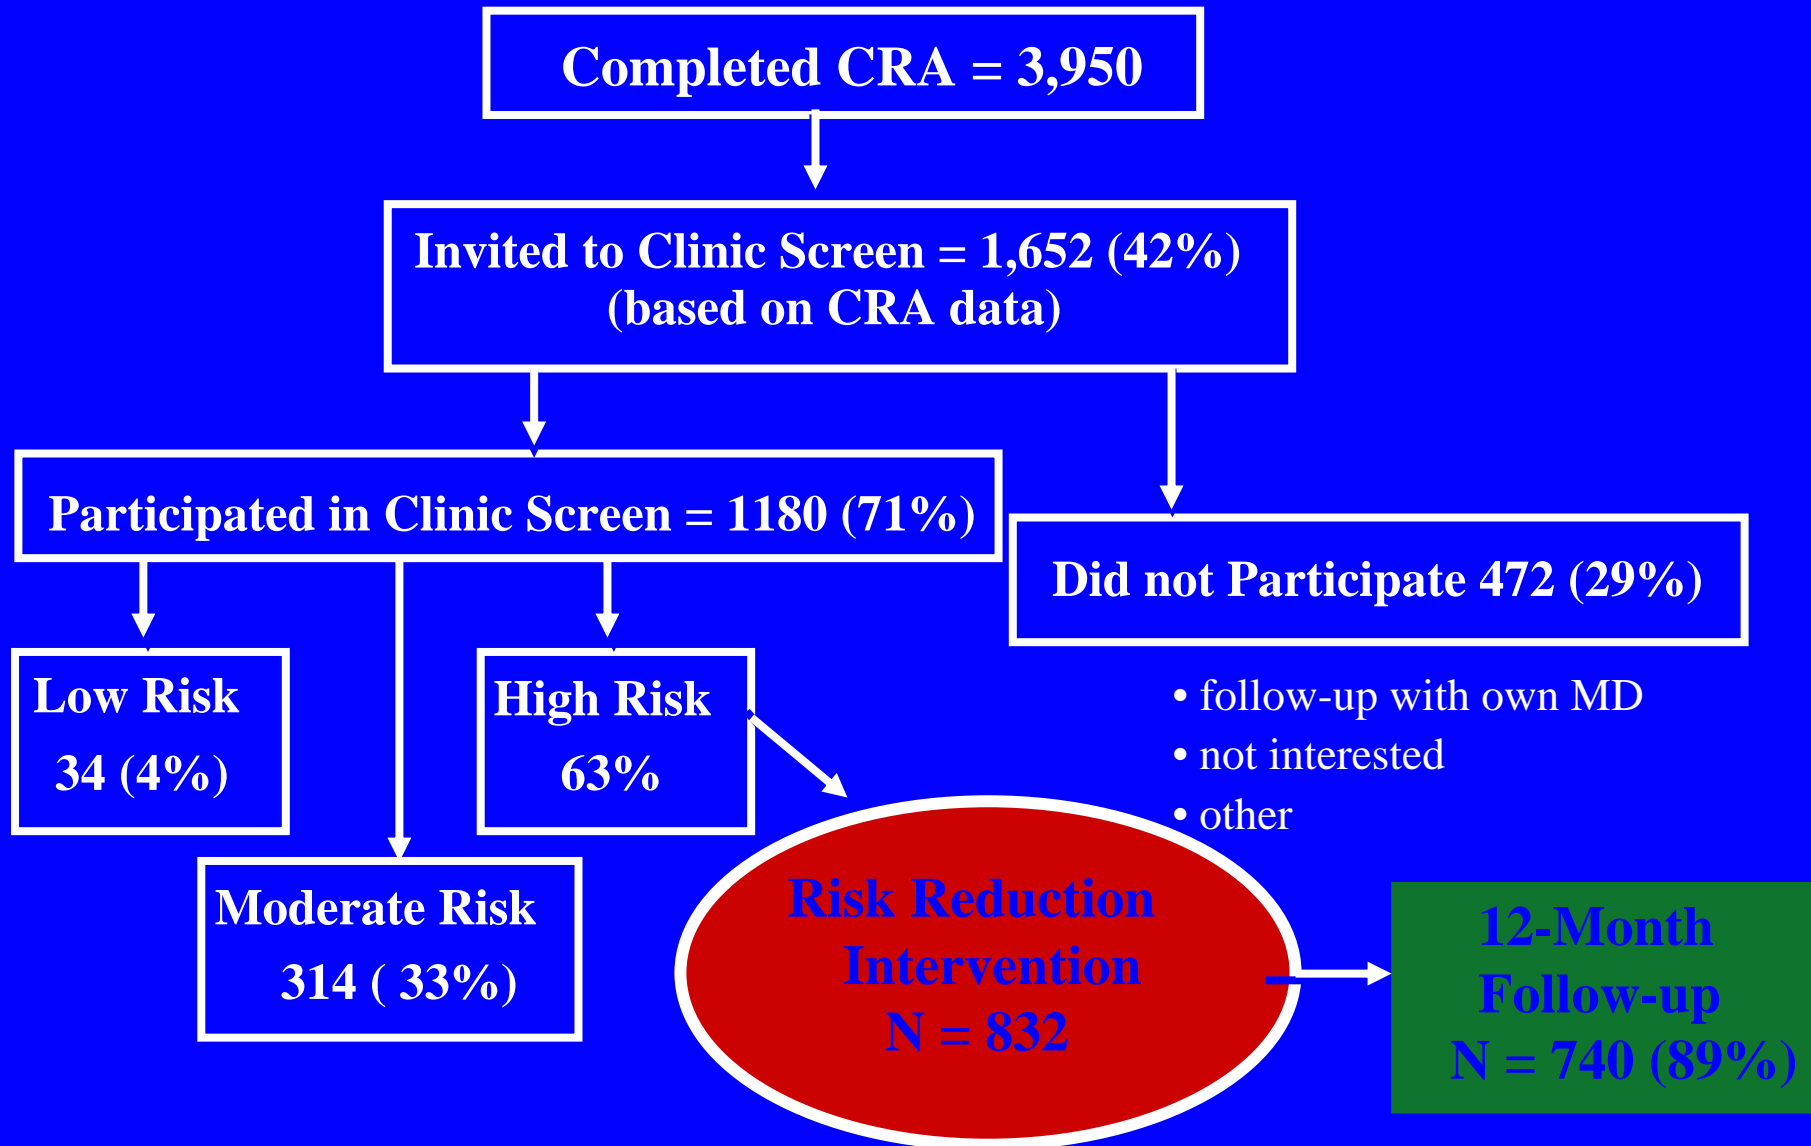 Completed CRA = 3,950
Invited to Clinic Screen = 1,652 (42%)
(based on CRA data)
Participated in Clinic Screen = 1180 (71%)
Did not Participate 472 (29%)
Low Risk
34 (4%)
High Risk
63%
• follow-up with own MD
• not interested
• other
Moderate Risk
314 ( 33%)
Risk Reduction
Intervention
N = 832
12-Month
Follow-up
N = 740 (89%)